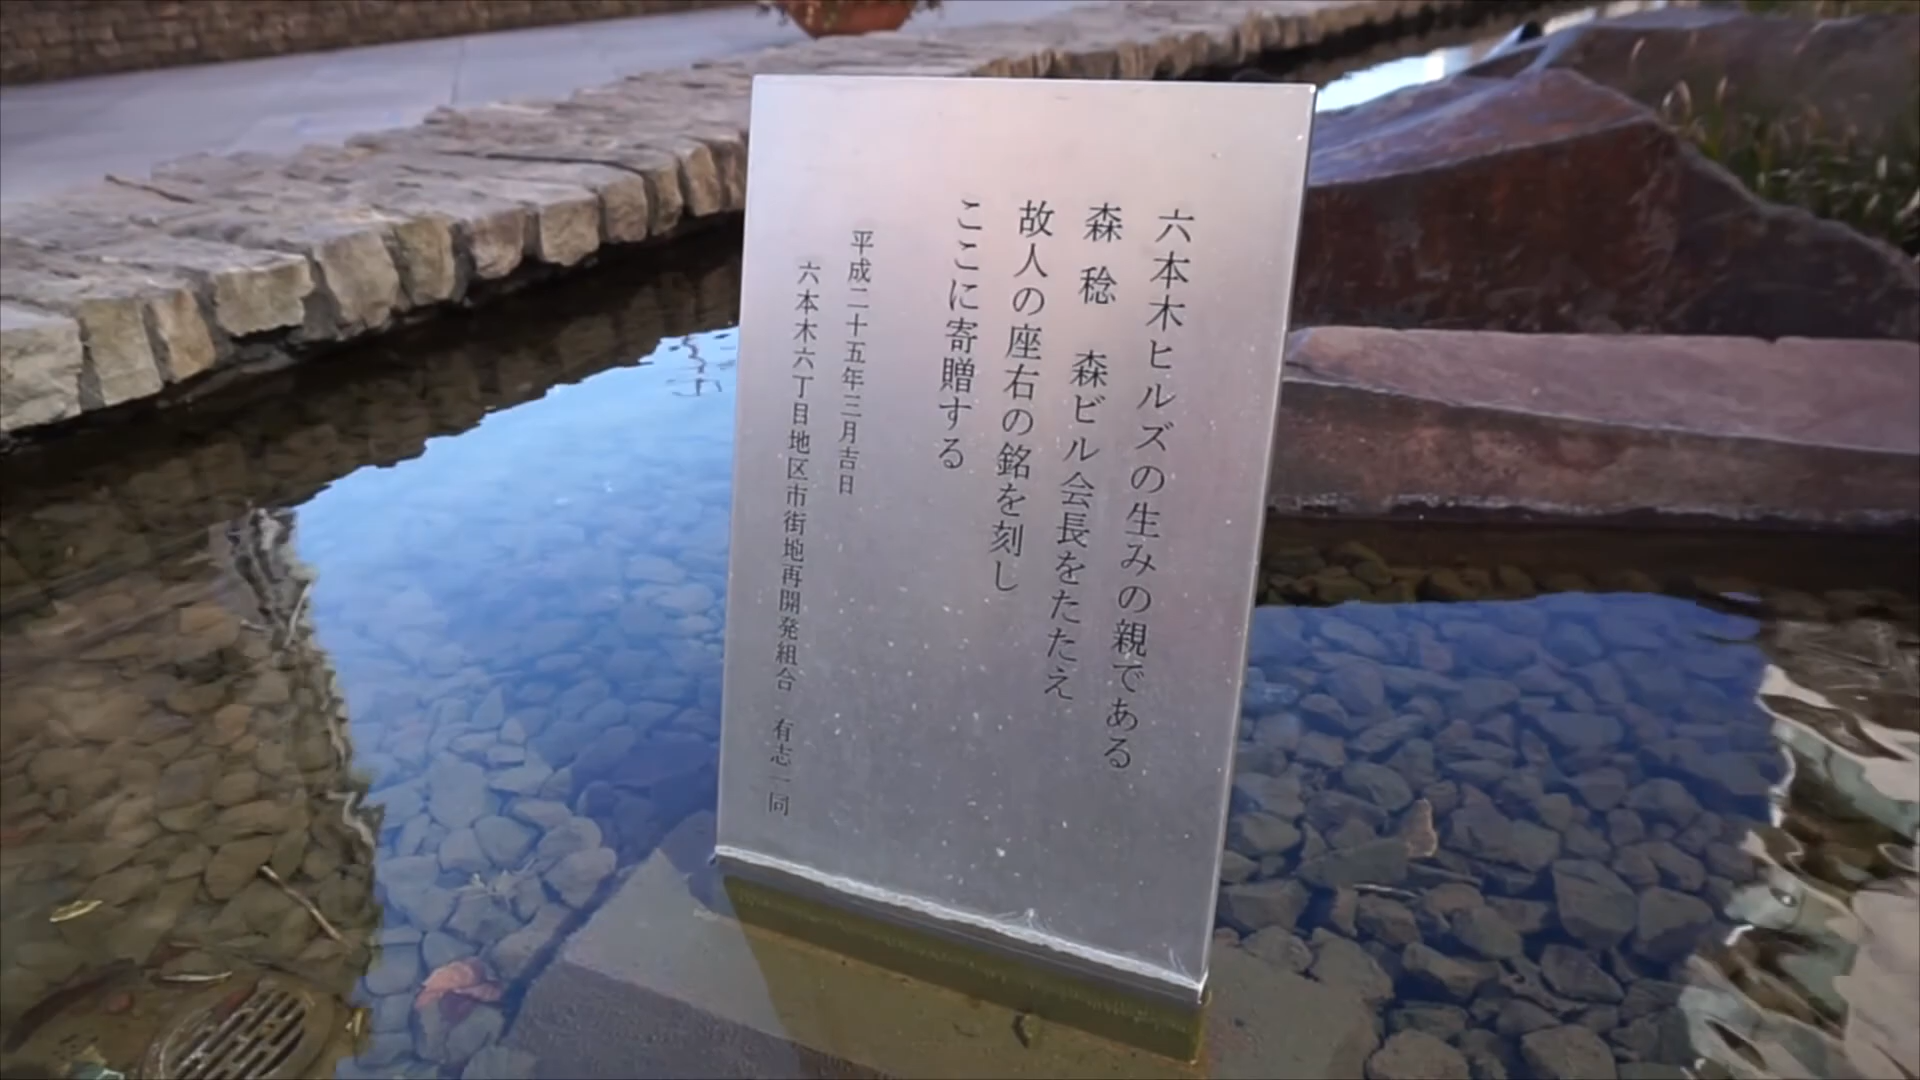 六本木ヒルズの生みの親である
森 稔 森ビル会長をたたえ
故人の座右の銘を刻し
ここに寄贈する
平成二十五年三月吉日
六本木六丁目地区市街地再開発組合 有志一同